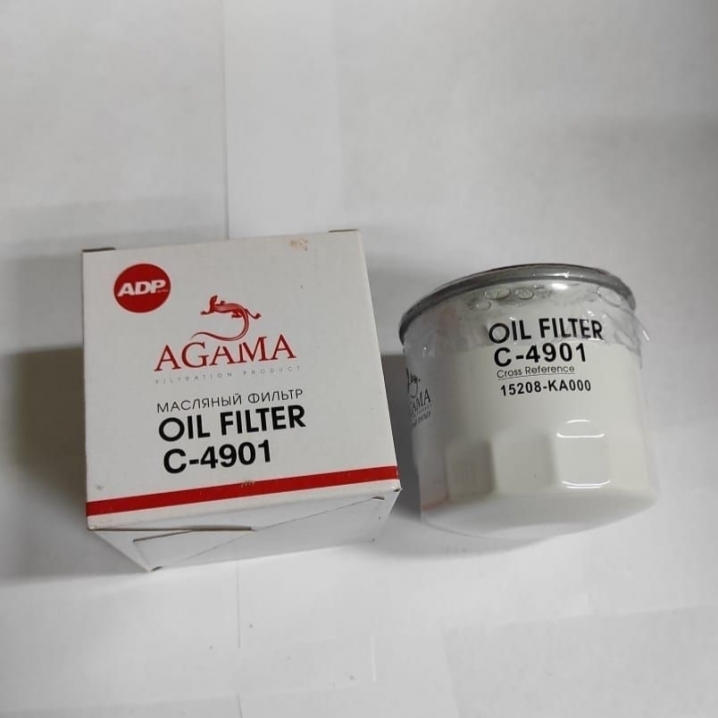 ADP
AGAMA
FILTRATION PRODUCT
МАСЛЯНЫЙ ФИЛЬТР
OIL FILTER
C-4901
OIL FILTER
C-4901
Cross Reference
15208-KA000